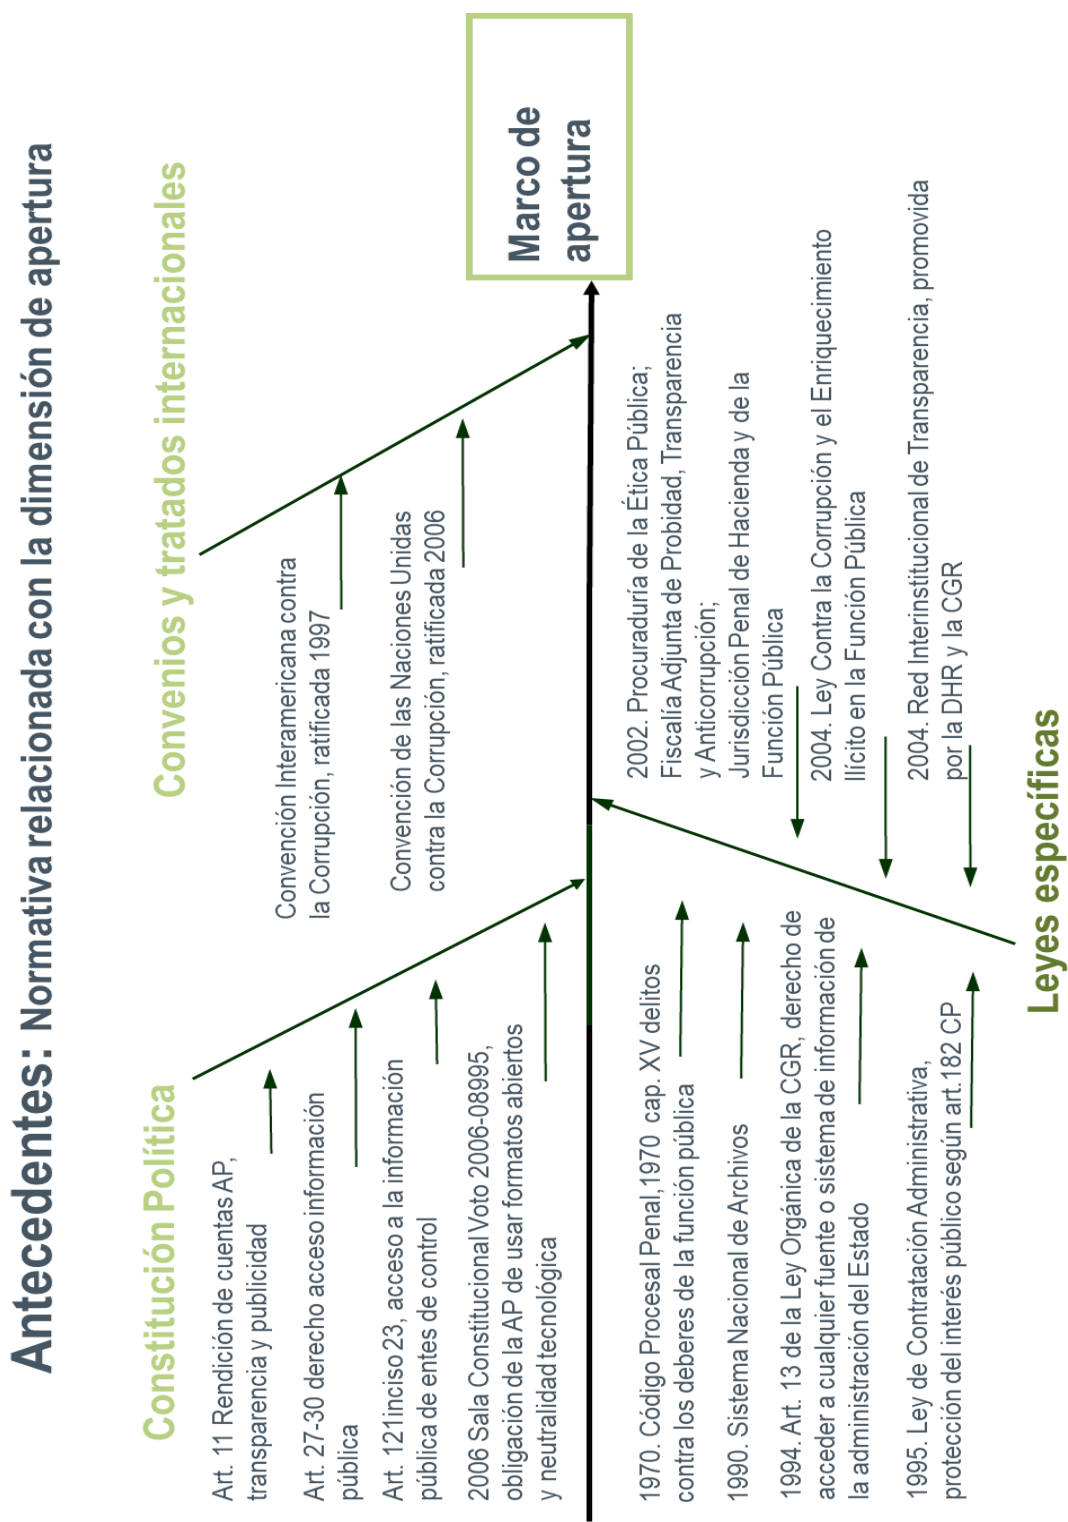 Antecedentes: Normativa relacionada con la dimensión de apertura
Constitución Política
Art. 11 Rendición de cuentas AP,
transparencia y publicidad
Art. 27-30 derecho acceso información
pública
Art. 121inciso 23, acceso a la información
pública de entes de control
2006 Sala Constitucional Voto 2006-08995,
obligación de la AP de usar formatos abiertos
y neutralidad tecnológica
Convenios y tratados internacionales
Convención Interamericana contra
la Corrupción, ratificada 1997
Convención de las Naciones Unidas
contra la Corrupción, ratificada 2006
Marco de
apertura
1970. Código Procesal Penal,1970 cap. XV delitos
contra los deberes de la función pública
1990. Sistema Nacional de Archivos
1994. Art. 13 de la Ley Orgánica de la CGR, derecho de
acceder a cualquier fuente o sistema de información de
la administración del Estado
1995. Ley de Contratación Administrativa,
protección del interés público según art.182 CP
2002. Procuraduría de la Ética Pública;
Fiscalía Adjunta de Probidad, Transparencia
y Anticorrupción;
Jurisdicción Penal de Hacienda y de la
Función Pública
2004. Ley Contra la Corrupción y el Enriquecimiento
Ilícito en la Función Pública
2004. Red Interinstitucional de Transparencia, promovida
por la DHR y la CGR
Leyes específicas